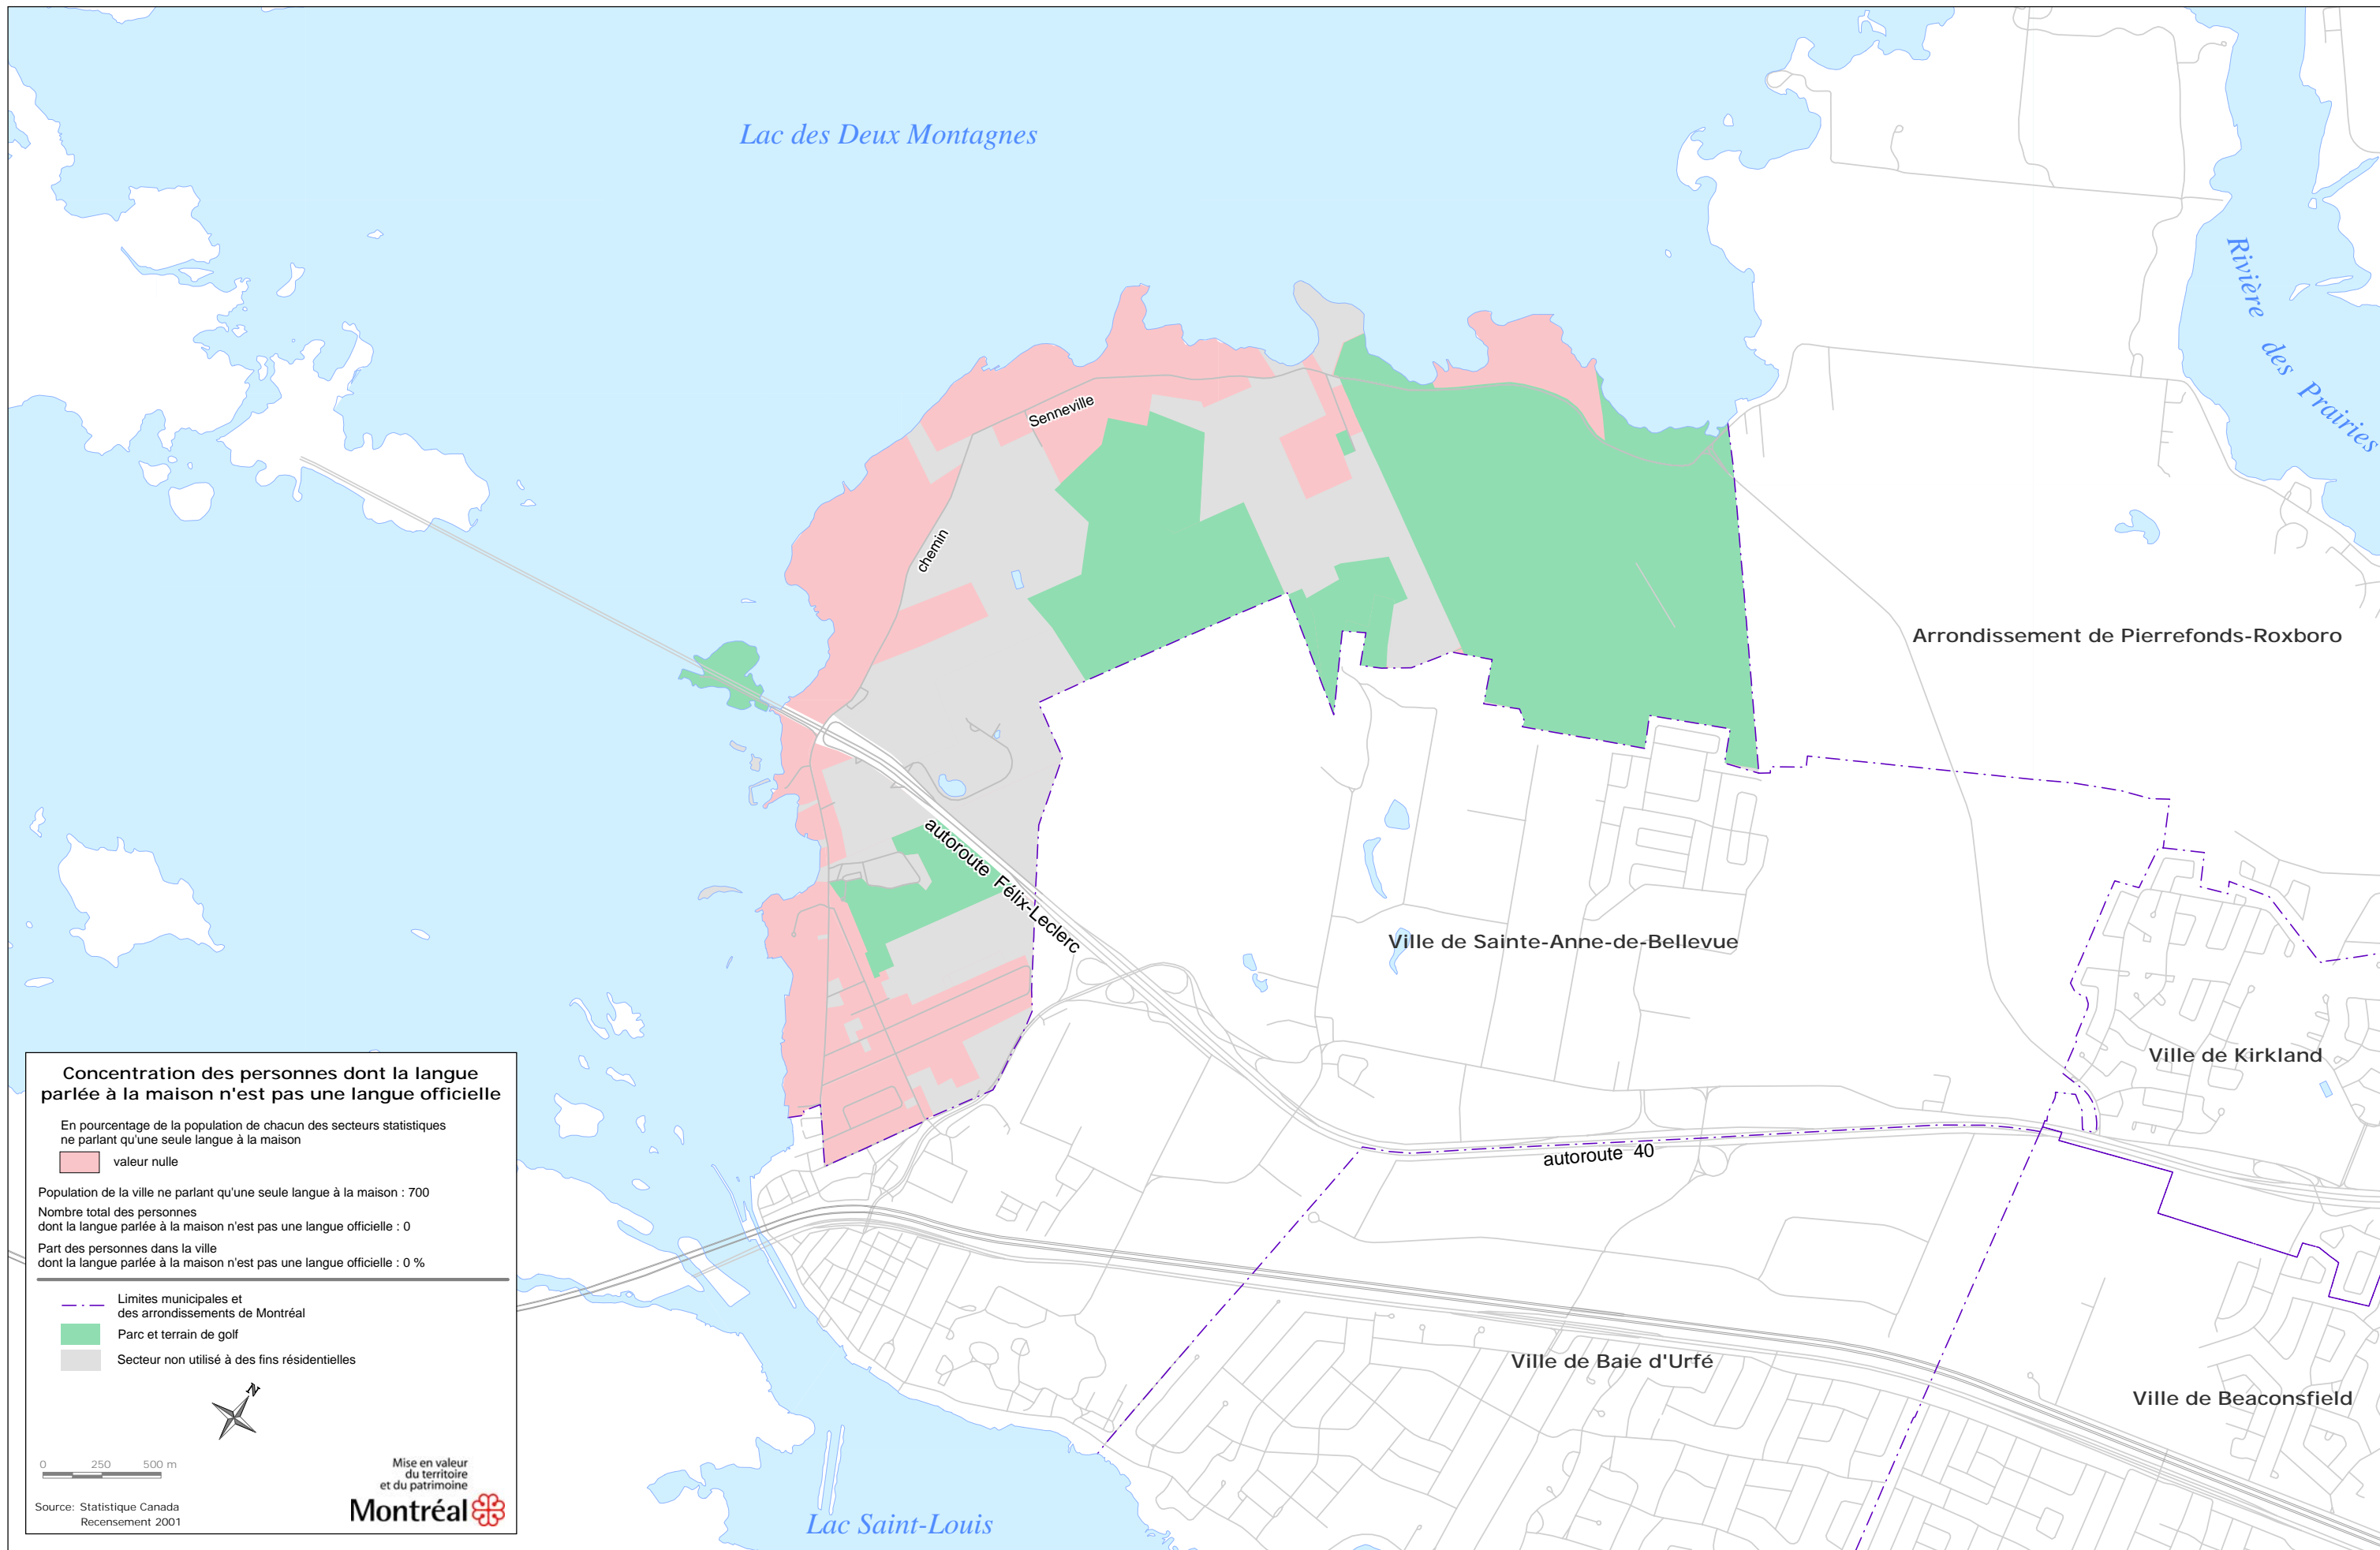 Lac des Deux Montagnes
Rivière
des
Prairies
Senneville
chemin
Arrondissement de Pierrefonds-Roxboro
autoroute Félix-Leclerc
Ville de Sainte-Anne-de-Bellevue
Ville de Kirkland
autoroute 40
Ville de Baie d'Urfé
Ville de Beaconsfield
Lac Saint-Louis
Concentration des personnes dont la langue
parlée à la maison n'est pas une langue officielle
En pourcentage de la population de chacun des secteurs statistiques
ne parlant qu'une seule langue à la maison
valeur nulle
Population de la ville ne parlant qu'une seule langue à la maison : 700
Nombre total des personnes
dont la langue parlée à la maison n'est pas une langue officielle : 0
Part des personnes dans la ville
dont la langue parlée à la maison n'est pas une langue officielle : 0 %
Limites municipales et
des arrondissements de Montréal
Parc et terrain de golf
Secteur non utilisé à des fins résidentielles
N
0 250 500 m
Mise en valeur
du territoire
et du patrimoine
Montréal
Source: Statistique Canada
Recensement 2001